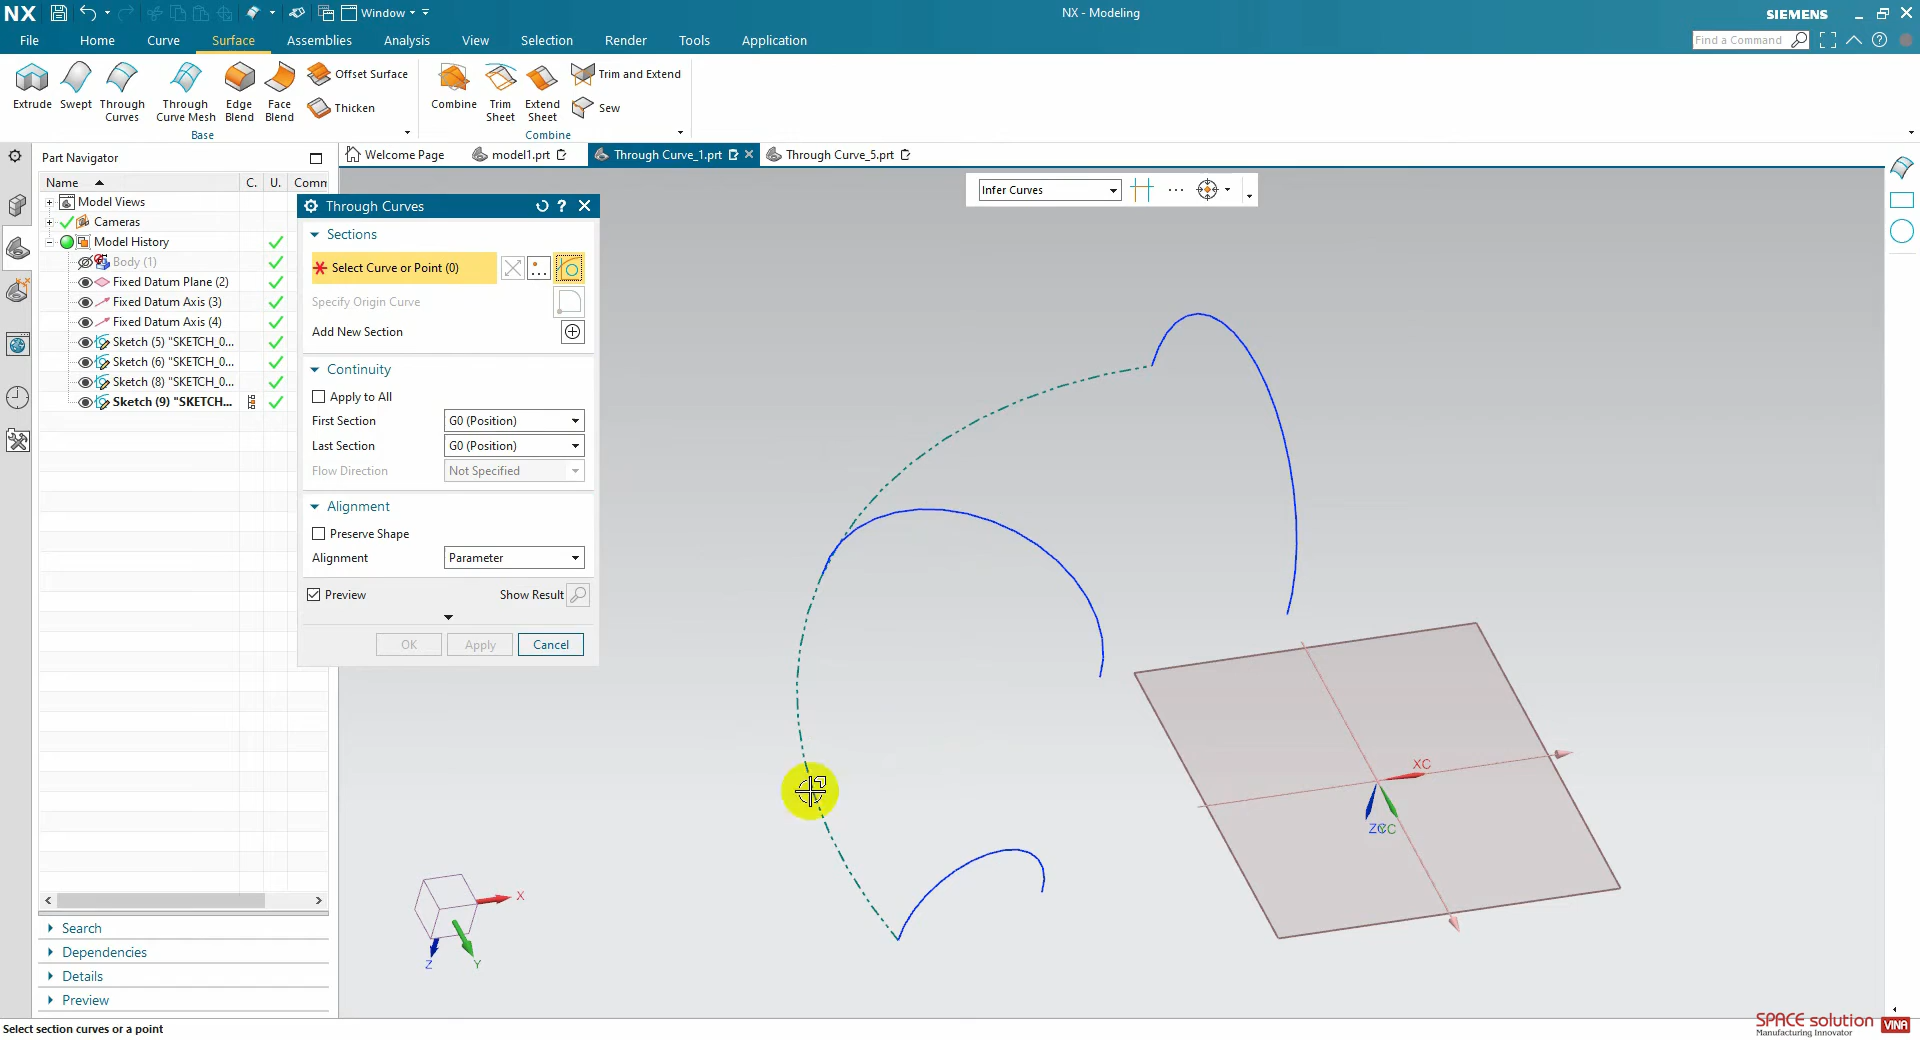 NX
Window
NX - Modeling
SIEMENS
File
Home
Curve
Surface
Assemblies
Analysis
View
Selection
Render
Tools
Application
Find a Command
Extrude
Swept
Through Curves
Through Curve Mesh
Edge Blend
Face Blend
Offset Surface
Thicken
Base
Combine
Trim Sheet
Extend Sheet
Trim and Extend
Sew
Combine
Part Navigator
Welcome Page
model1.prt
Through Curve_1.prt
Through Curve_5.prt
Name
C.
U.
Comm
Model Views
Cameras
Model History
Body (1)
Fixed Datum Plane (2)
Fixed Datum Axis (3)
Fixed Datum Axis (4)
Sketch (5) "SKETCH_0...
Sketch (6) "SKETCH_0...
Sketch (8) "SKETCH_0...
Sketch (9) "SKETCH...
Search
Dependencies
Details
Preview
Through Curves
Sections
Select Curve or Point (0)
Specify Origin Curve
Add New Section
Continuity
Apply to All
First Section
G0 (Position)
Last Section
G0 (Position)
Flow Direction
Not Specified
Alignment
Preserve Shape
Alignment
Parameter
Preview
Show Result
OK
Apply
Cancel
Infer Curves
XC
X
Y
Z
Select section curves or a point
SPACE solution
Manufacturing Innovator
VINA